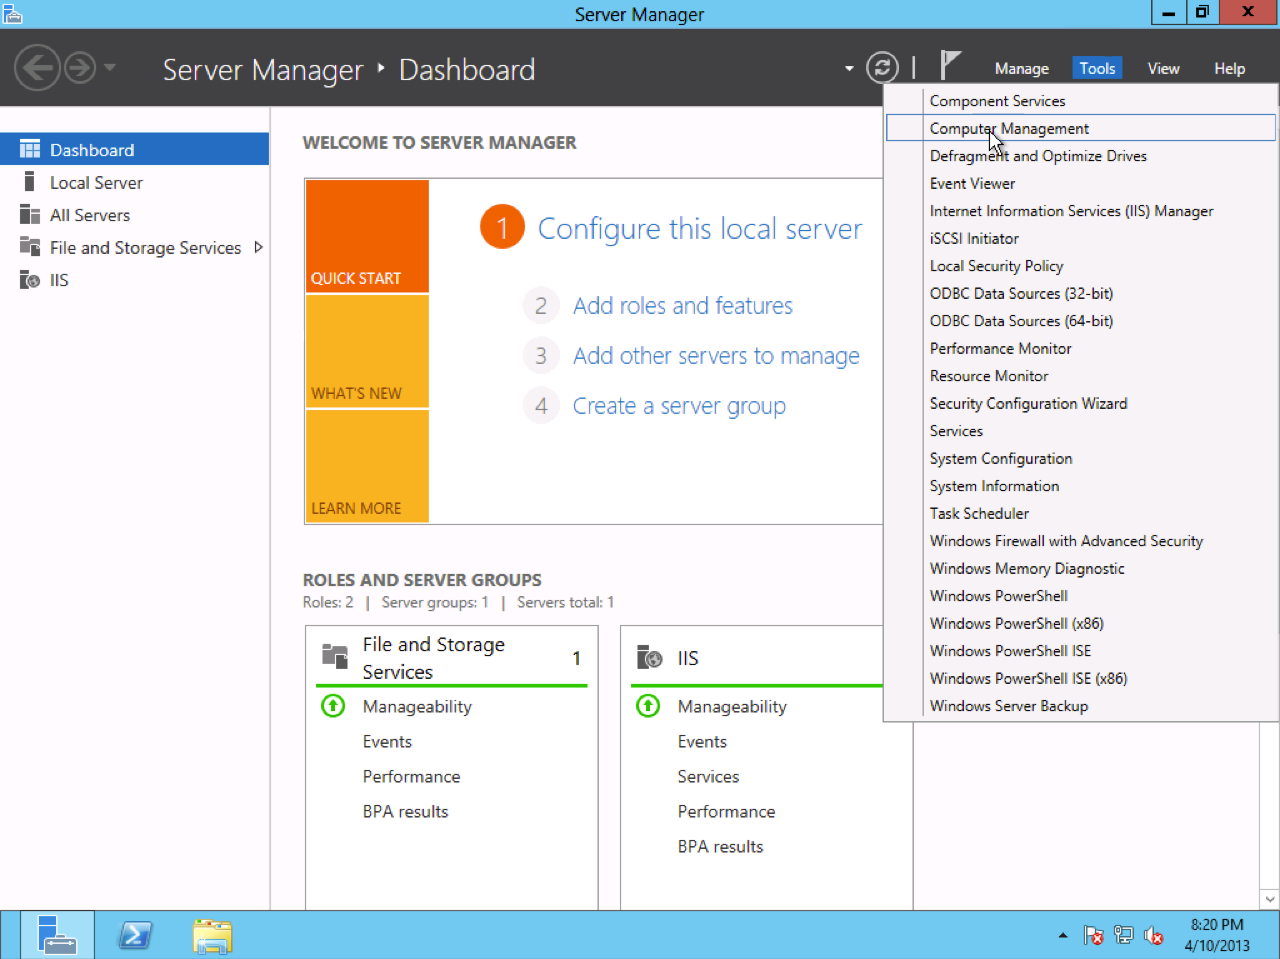 Server Manager
Server Manager ‣ Dashboard
Manage Tools View Help
Component Services
Computer Management
Defragment and Optimize Drives
Event Viewer
Internet Information Services (IIS) Manager
iSCSI Initiator
Local Security Policy
ODBC Data Sources (32-bit)
ODBC Data Sources (64-bit)
Performance Monitor
Resource Monitor
Security Configuration Wizard
Services
System Configuration
System Information
Task Scheduler
Windows Firewall with Advanced Security
Windows Memory Diagnostic
Windows PowerShell
Windows PowerShell (x86)
Windows PowerShell ISE
Windows PowerShell ISE (x86)
Windows Server Backup
Dashboard
Local Server
All Servers
File and Storage Services
IIS
WELCOME TO SERVER MANAGER
QUICK START
WHAT'S NEW
LEARN MORE
1 Configure this local server
2 Add roles and features
3 Add other servers to manage
4 Create a server group
ROLES AND SERVER GROUPS
Roles: 2 | Server groups: 1 | Servers total: 1
File and Storage
Services 1
Manageability
Events
Performance
BPA results
IIS
Manageability
Events
Services
Performance
BPA results
8:20 PM
4/10/2013